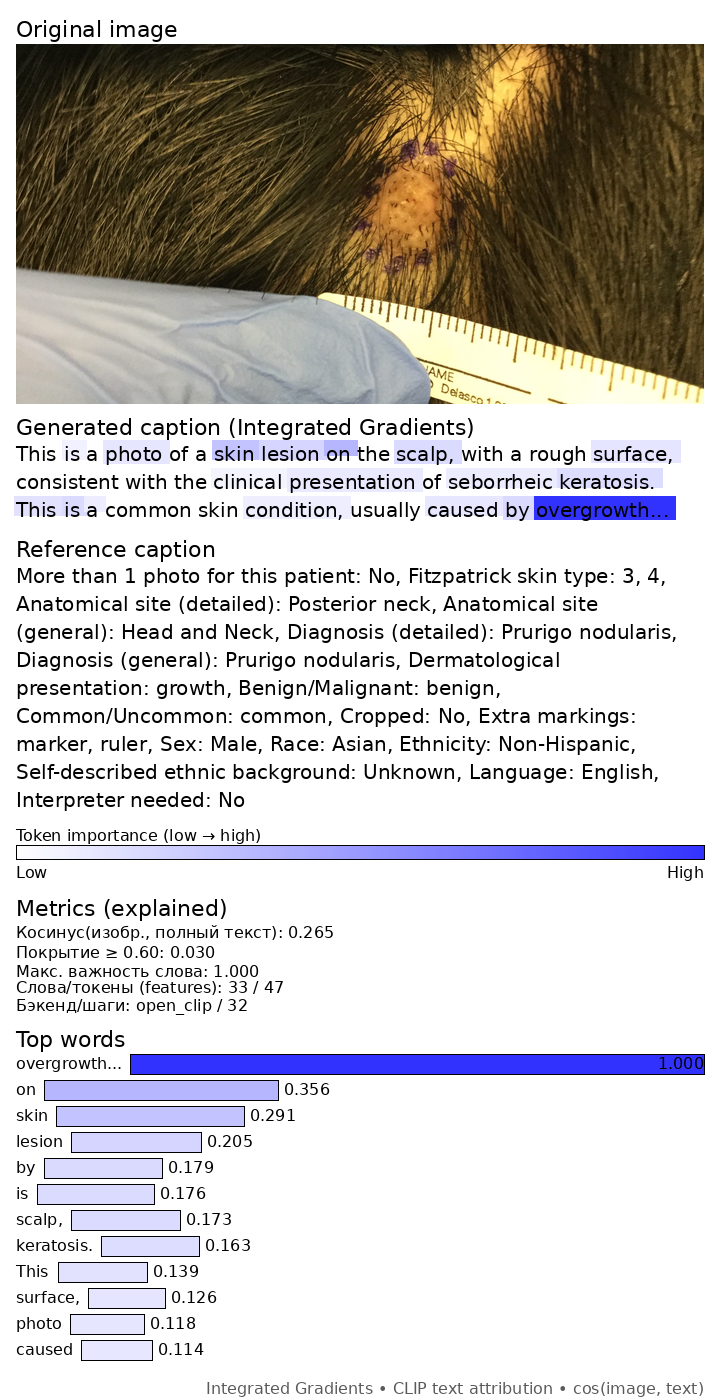 Original image
AME
Delasco
Generated caption (Integrated Gradients)
This is a photo of a skin lesion on the scalp, with a rough surface,
consistent with the clinical presentation of seborrheic keratosis.
This is a common skin condition, usually caused by overgrowth...
Reference caption
More than 1 photo for this patient: No, Fitzpatrick skin type: 3, 4,
Anatomical site (detailed): Posterior neck, Anatomical site
(general): Head and Neck, Diagnosis (detailed): Prurigo nodularis,
Diagnosis (general): Prurigo nodularis, Dermatological
presentation: growth, Benign/Malignant: benign,
Common/Uncommon: common, Cropped: No, Extra markings:
marker, ruler, Sex: Male, Race: Asian, Ethnicity: Non-Hispanic,
Self-described ethnic background: Unknown, Language: English,
Interpreter needed: No
Token importance (low → high)
Low High
Metrics (explained)
Косинус(изобр., полный текст): 0.265
Покрытие ≥ 0.60: 0.030
Макс. важность слова: 1.000
Слова/токены (features): 33 / 47
Бэкенд/шаги: open_clip / 32
Top words
overgrowth... 1.000
on 0.356
skin 0.291
lesion 0.205
by 0.179
is 0.176
scalp, 0.173
keratosis. 0.163
This 0.139
surface, 0.126
photo 0.118
caused 0.114
Integrated Gradients • CLIP text attribution • cos(image, text)